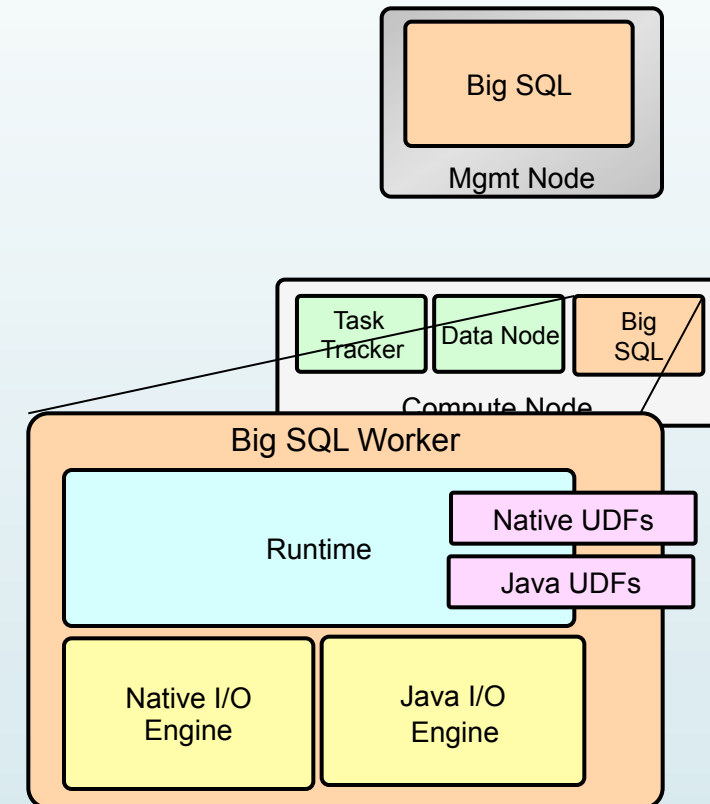 Big SQL
Mgmt Node
Task
Tracker
Data Node
Big
SQL
Compute Node
Big SQL Worker
Runtime
Native UDFs
Java UDFs
Native I/O
Engine
Java I/O
Engine